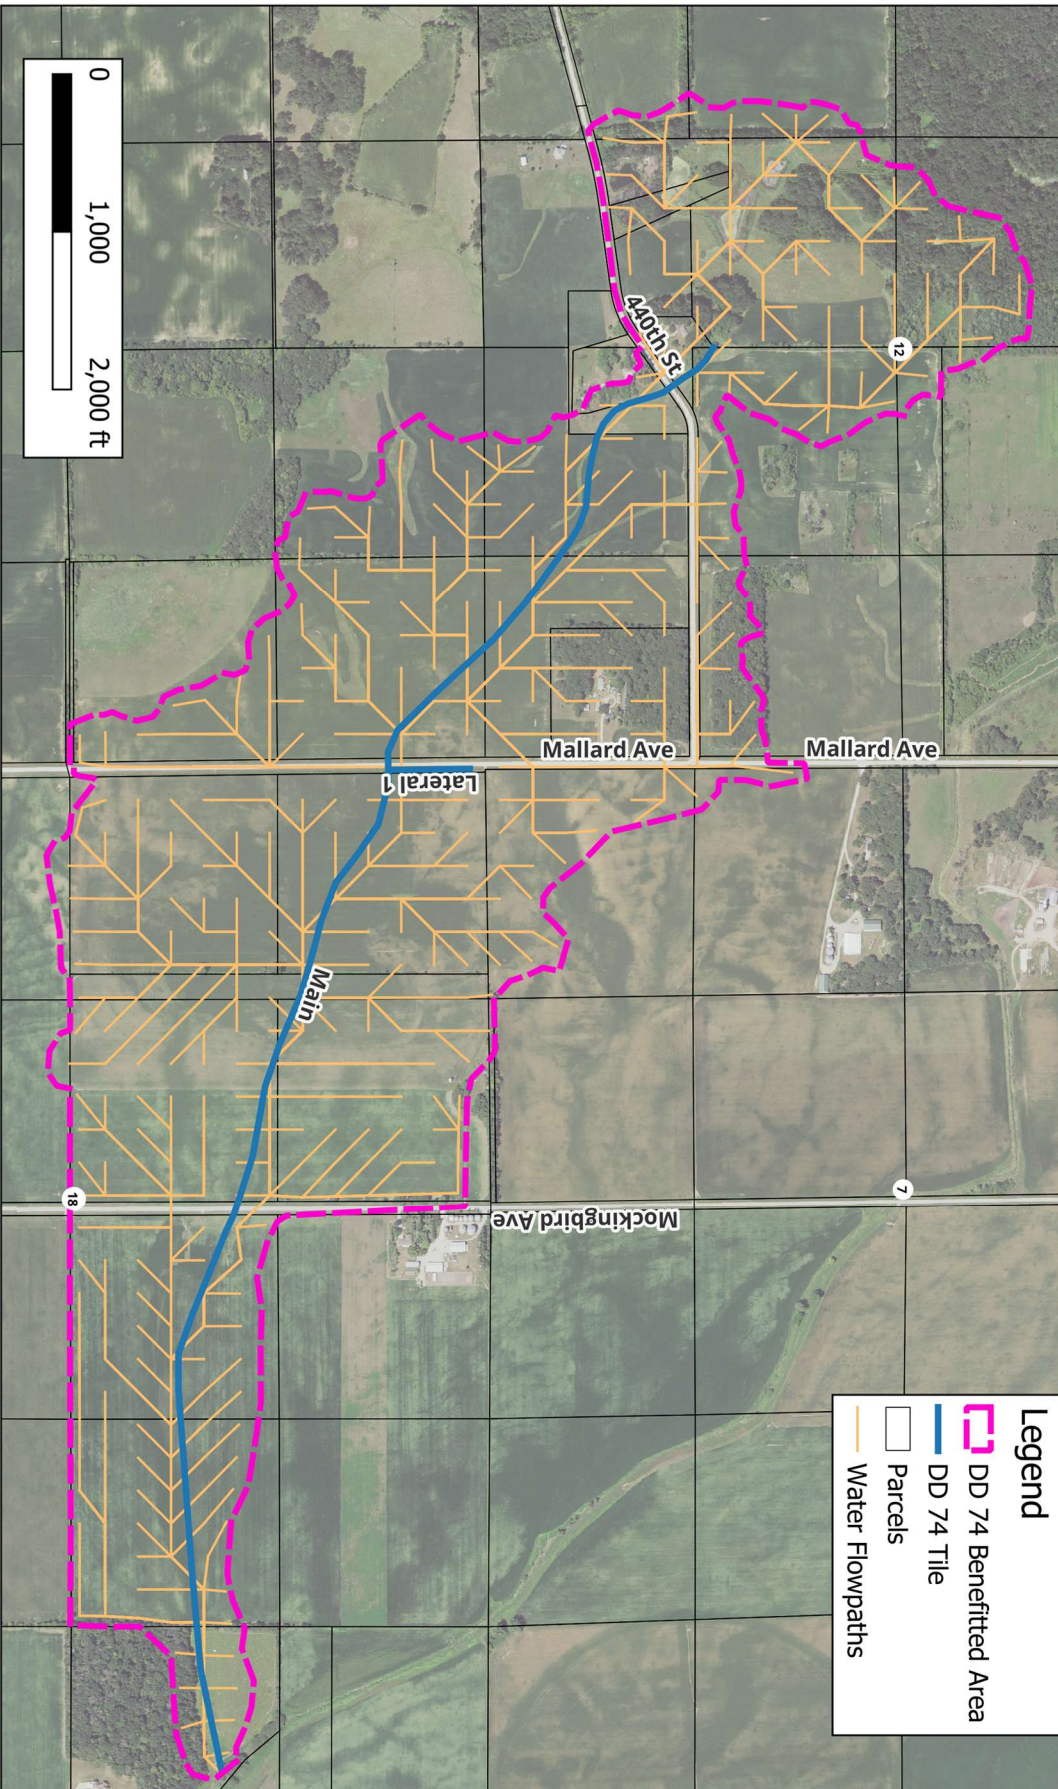 Legend
DD 74 Benefitted Area
DD 74 Tile
Parcels
Water Flowpaths
12
7
18
440th St
Mallard Ave
Mallard Ave
Lateral 1
Main
Mockingbird Ave
0
1,000
2,000 ft